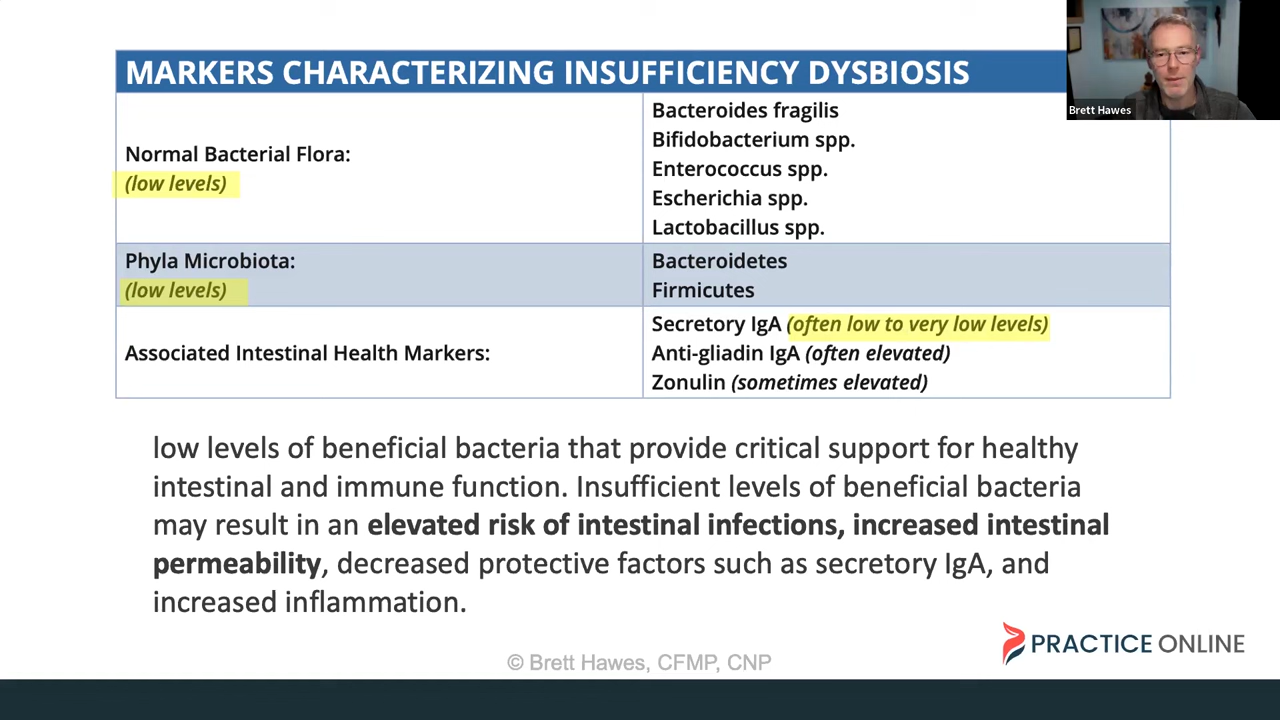 MARKERS CHARACTERIZING INSUFFICIENCY DYSBIOSIS
Brett Hawes
Normal Bacterial Flora:
(low levels)
Bacteroides fragilis
Bifidobacterium spp.
Enterococcus spp.
Escherichia spp.
Lactobacillus spp.
Phyla Microbiota:
(low levels)
Bacteroidetes
Firmicutes
Associated Intestinal Health Markers:
Secretory IgA (often low to very low levels)
Anti-gliadin IgA (often elevated)
Zonulin (sometimes elevated)
low levels of beneficial bacteria that provide critical support for healthy
intestinal and immune function. Insufficient levels of beneficial bacteria
may result in an elevated risk of intestinal infections, increased intestinal
permeability, decreased protective factors such as secretory IgA, and
increased inflammation.
PRACTICE ONLINE
© Brett Hawes, CFMP, CNP